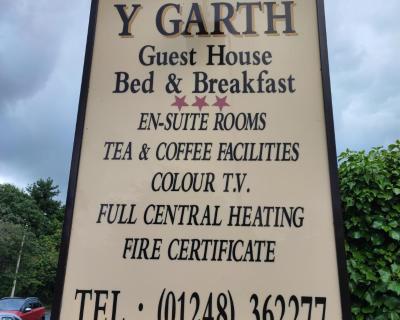 Y GARTH
Guest House
Bed & Breakfast
EN-SUITE ROOMS
TEA & COFFEE FACILITIES
COLOUR T.V.
FULL CENTRAL HEATING
FIRE CERTIFICATE
TEL : (01248) 362277